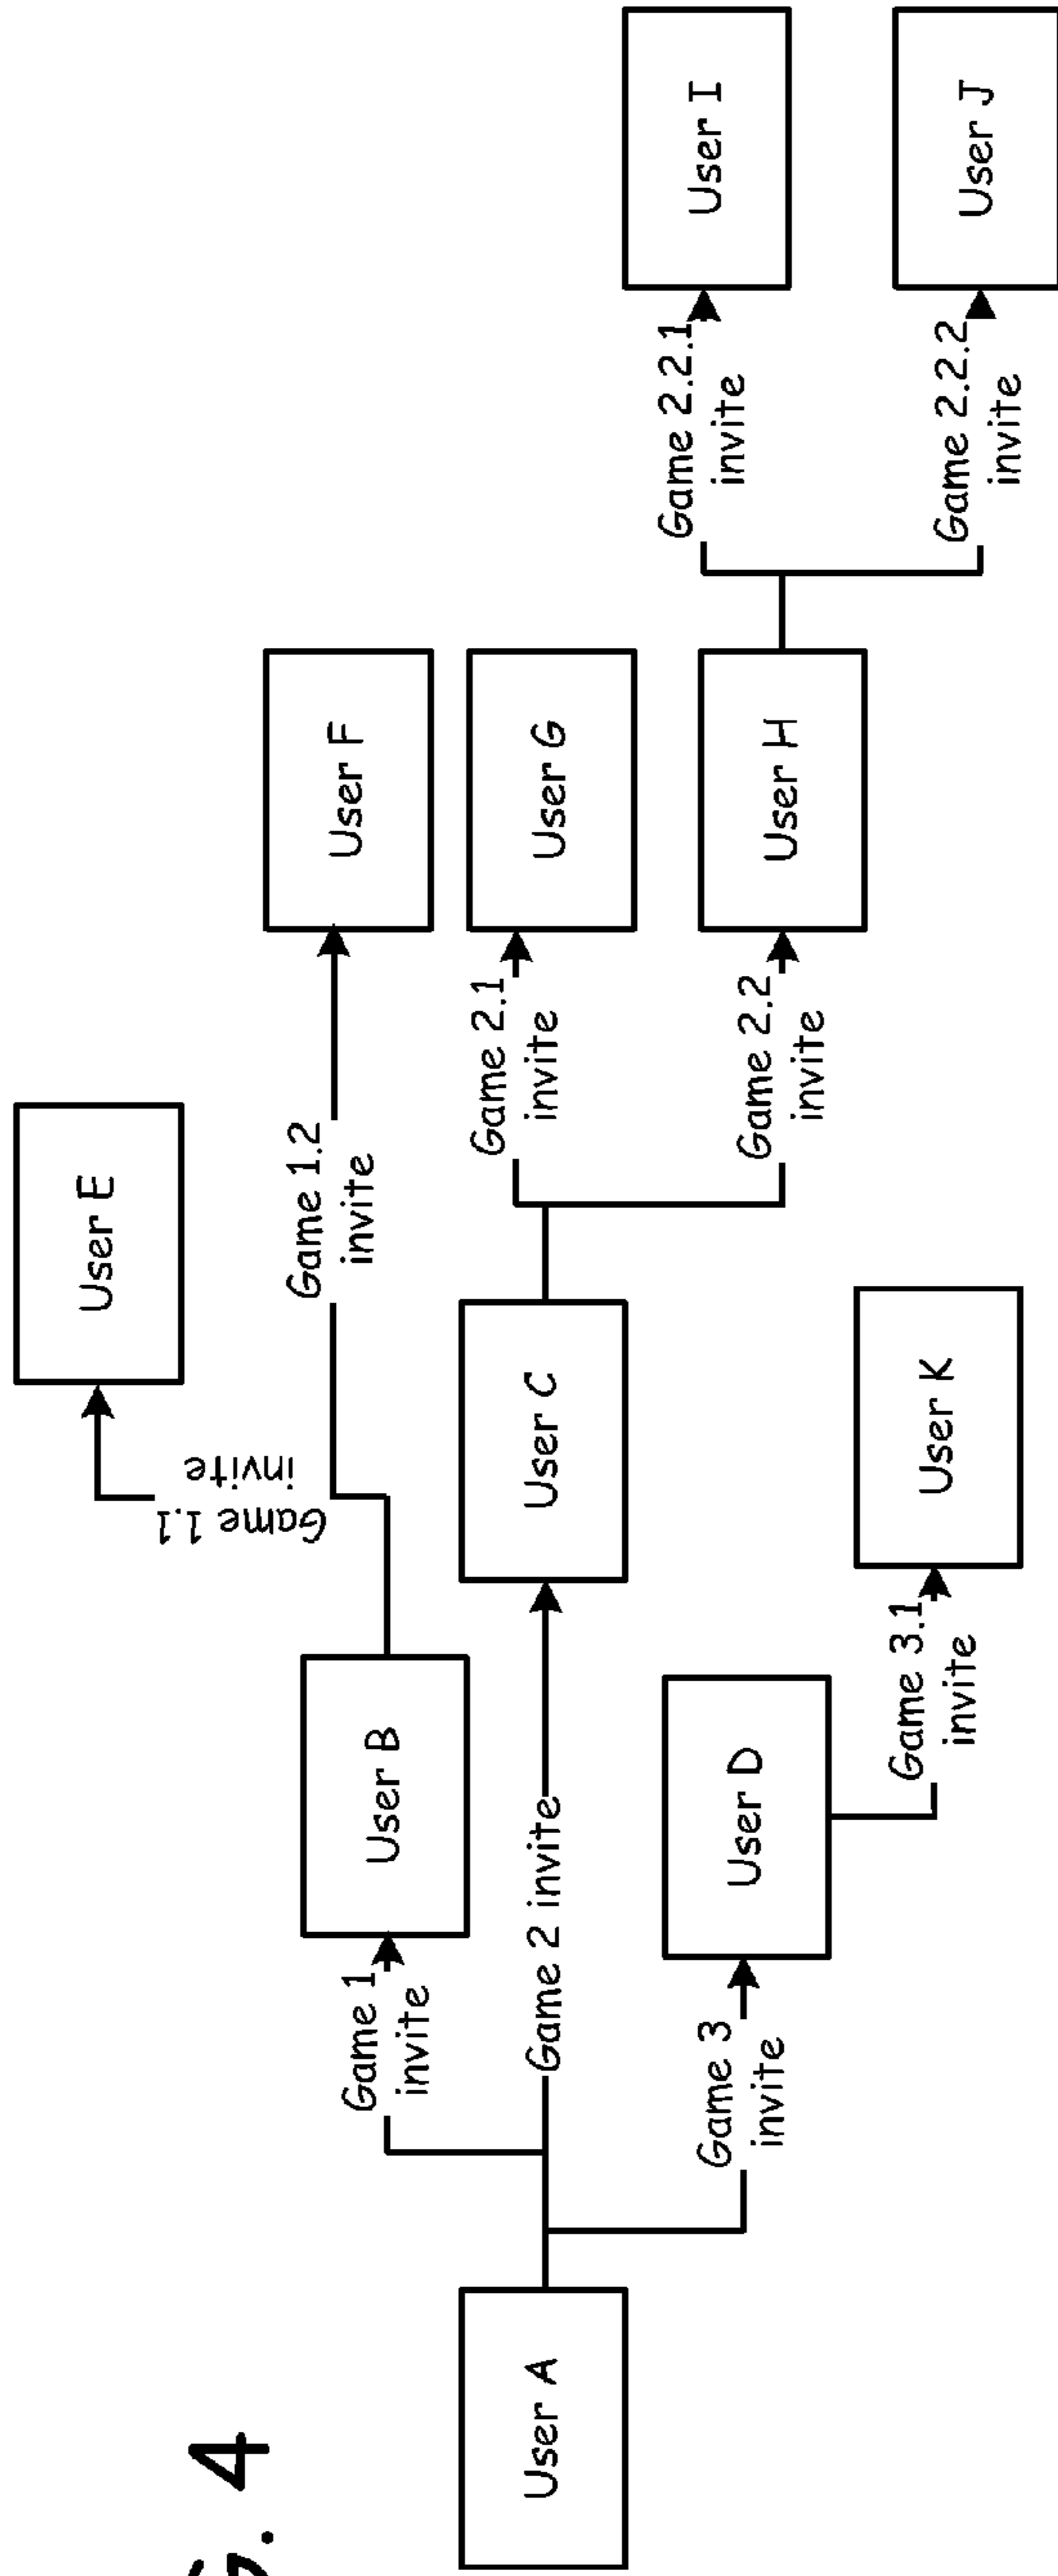 G. 4
User A
Game 1
invite
Game 2 invite
Game 3
invite
User B
User D
Game 1.1
invite
User E
User C
Game 3.1
invite
User K
Game 1.2
invite
Game 2.1
invite
Game 2.2
invite
User F
User G
User H
Game 2.2.1
invite
Game 2.2.2
invite
User I
User J